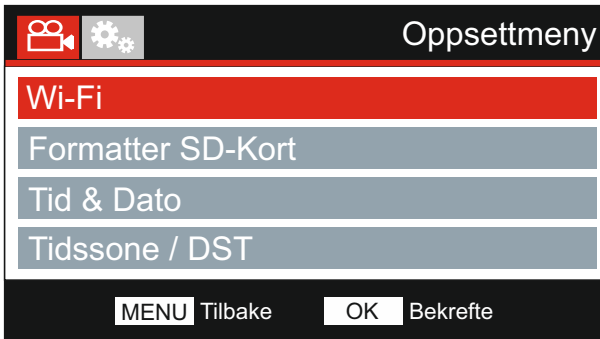 Oppsettmeny
Wi-Fi
Formatter SD-Kort
Tid & Dato
Tidssone / DST
MENU Tilbake OK Bekrefte